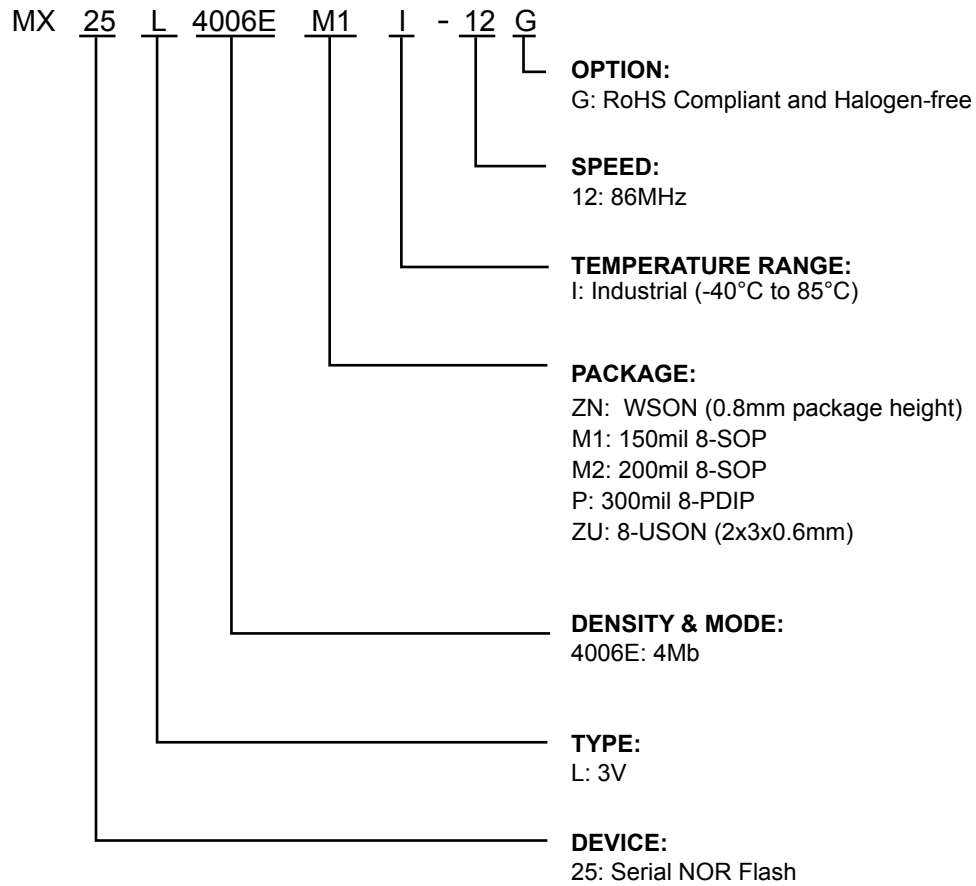 MX 25 L 4006E M1 I - 12 G
OPTION:
G: RoHS Compliant and Halogen-free
SPEED:
12: 86MHz
TEMPERATURE RANGE:
I: Industrial (-40°C to 85°C)
PACKAGE:
ZN: WSON (0.8mm package height)
M1: 150mil 8-SOP
M2: 200mil 8-SOP
P: 300mil 8-PDIP
ZU: 8-USON (2x3x0.6mm)
DENSITY & MODE:
4006E: 4Mb
TYPE:
L: 3V
DEVICE:
25: Serial NOR Flash